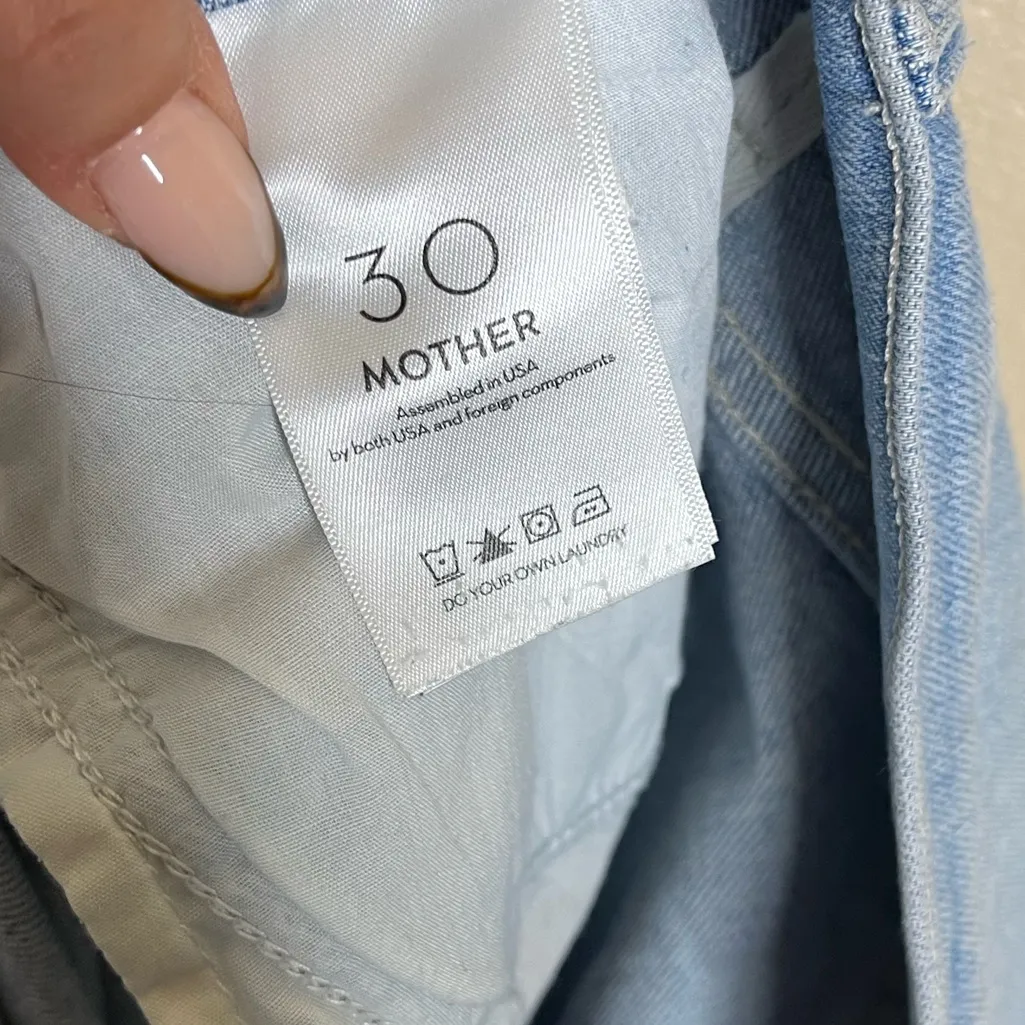 30
MOTHER
Assembled in USA
by both USA and foreign components
DO YOUR OWN LAUNDRY